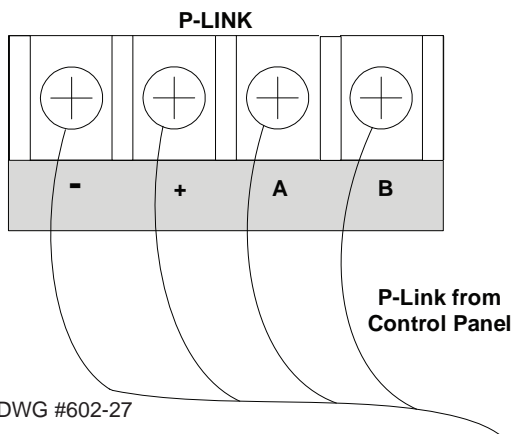 P-LINK
- + A B
P-Link from
Control Panel
DWG #602-27